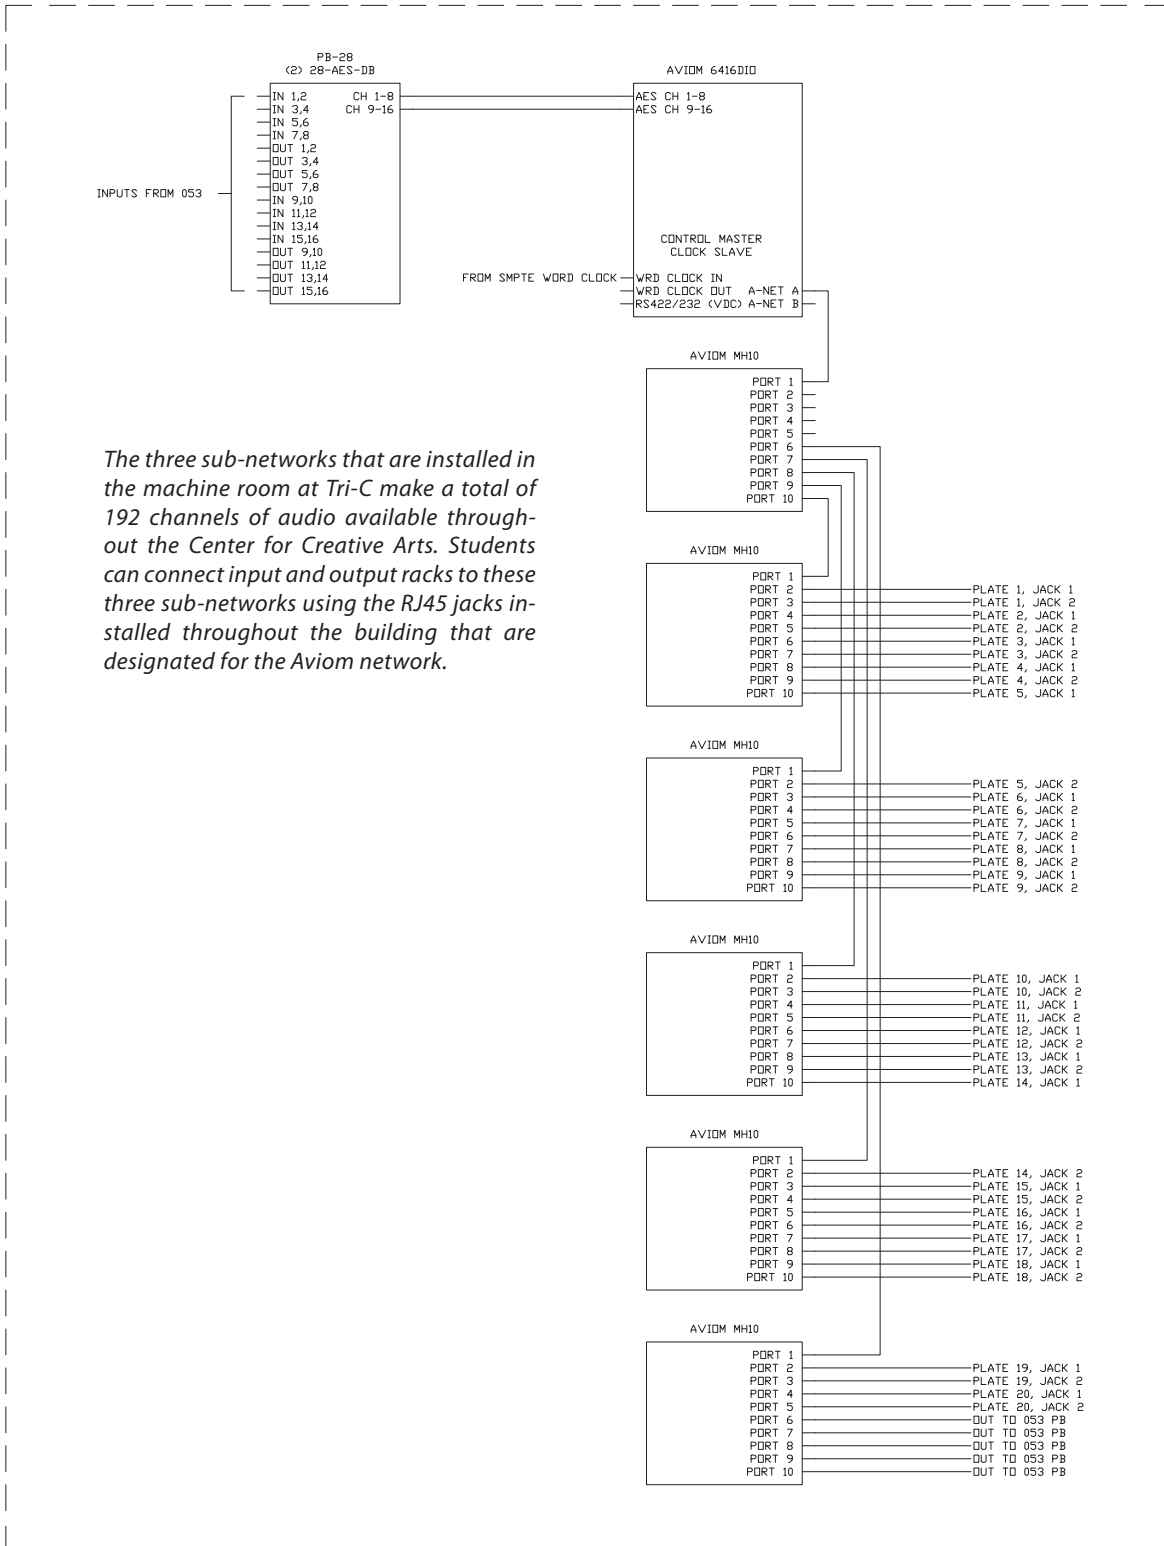 PB-28
(2) 28-AES-DB
IN 1,2 CH 1-8
IN 3,4 CH 9-16
IN 5,6
IN 7,8
OUT 1,2
OUT 3,4
OUT 5,6
OUT 7,8
IN 9,10
IN 11,12
IN 13,14
IN 15,16
OUT 9,10
OUT 11,12
OUT 13,14
OUT 15,16
INPUTS FROM 053
AVIOM 6416DIO
AES CH 1-8
AES CH 9-16
CONTROL MASTER
CLOCK SLAVE
FROM SMPTE WORD CLOCK
WRD CLOCK IN
WRD CLOCK OUT A-NET A
RS422/232 (VDC) A-NET B
AVIOM MH10
PORT 1
PORT 2
PORT 3
PORT 4
PORT 5
PORT 6
PORT 7
PORT 8
PORT 9
PORT 10
The three sub-networks that are installed in
the machine room at Tri-C make a total of
192 channels of audio available through-
out the Center for Creative Arts. Students
can connect input and output racks to these
three sub-networks using the RJ45 jacks in-
stalled throughout the building that are
designated for the Aviom network.
AVIOM MH10
PORT 1
PORT 2 PLATE 1, JACK 1
PORT 3 PLATE 1, JACK 2
PORT 4 PLATE 2, JACK 1
PORT 5 PLATE 2, JACK 2
PORT 6 PLATE 3, JACK 1
PORT 7 PLATE 3, JACK 2
PORT 8 PLATE 4, JACK 1
PORT 9 PLATE 4, JACK 2
PORT 10 PLATE 5, JACK 1
AVIOM MH10
PORT 1
PORT 2 PLATE 5, JACK 2
PORT 3 PLATE 6, JACK 1
PORT 4 PLATE 6, JACK 2
PORT 5 PLATE 7, JACK 1
PORT 6 PLATE 7, JACK 2
PORT 7 PLATE 8, JACK 1
PORT 8 PLATE 8, JACK 2
PORT 9 PLATE 9, JACK 1
PORT 10 PLATE 9, JACK 2
AVIOM MH10
PORT 1
PORT 2 PLATE 10, JACK 1
PORT 3 PLATE 10, JACK 2
PORT 4 PLATE 11, JACK 1
PORT 5 PLATE 11, JACK 2
PORT 6 PLATE 12, JACK 1
PORT 7 PLATE 12, JACK 2
PORT 8 PLATE 13, JACK 1
PORT 9 PLATE 13, JACK 2
PORT 10 PLATE 14, JACK 1
AVIOM MH10
PORT 1
PORT 2 PLATE 14, JACK 2
PORT 3 PLATE 15, JACK 1
PORT 4 PLATE 15, JACK 2
PORT 5 PLATE 16, JACK 1
PORT 6 PLATE 16, JACK 2
PORT 7 PLATE 17, JACK 1
PORT 8 PLATE 17, JACK 2
PORT 9 PLATE 18, JACK 1
PORT 10 PLATE 18, JACK 2
AVIOM MH10
PORT 1
PORT 2 PLATE 19, JACK 1
PORT 3 PLATE 19, JACK 2
PORT 4 PLATE 20, JACK 1
PORT 5 PLATE 20, JACK 2
PORT 6 OUT TO 053 PB
PORT 7 OUT TO 053 PB
PORT 8 OUT TO 053 PB
PORT 9 OUT TO 053 PB
PORT 10 OUT TO 053 PB